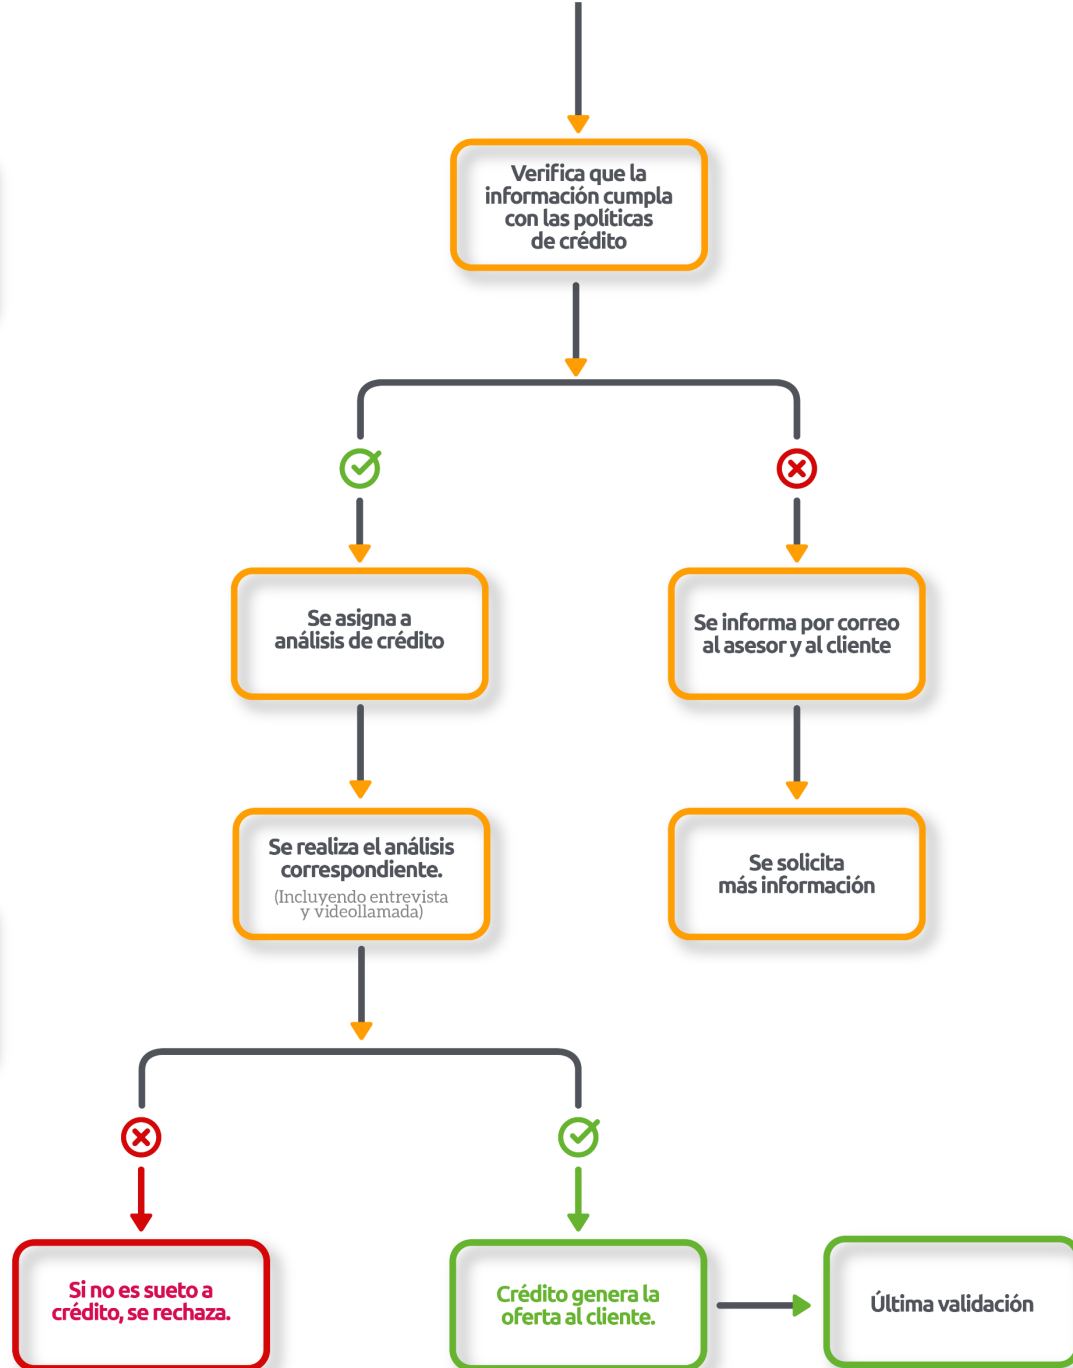 Verifica que la
información cumpla
con las políticas
de crédito
Se asigna a
análisis de crédito
Se informa por correo
al asesor y al cliente
Se realiza el análisis
correspondiente.
(Incluyendo entrevista
y videollamada)
Se solicita
más información
Si no es sueto a
crédito, se rechaza.
Crédito genera la
oferta al cliente.
Última validación